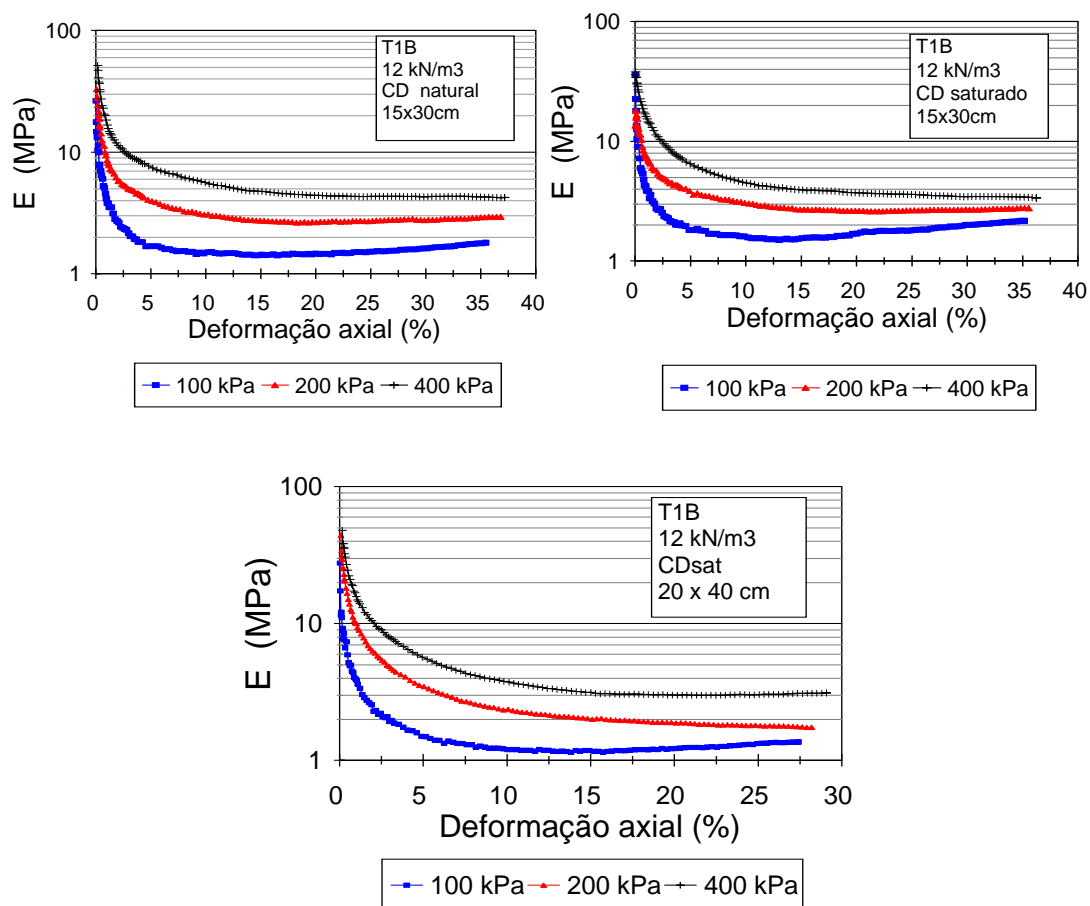 100
10
1
E (MPa)
T1B
12 kN/m3
CD natural
15x30cm
0 5 10 15 20 25 30 35 40
Deformação axial (%)
100 kPa 200 kPa 400 kPa
100
10
1
E (MPa)
T1B
12 kN/m3
CD saturado
15x30cm
0 5 10 15 20 25 30 35 40
Deformação axial (%)
100 kPa 200 kPa 400 kPa
100
10
1
E (MPa)
T1B
12 kN/m3
CDsat
20 x 40 cm
0 5 10 15 20 25 30
Deformação axial (%)
100 kPa 200 kPa 400 kPa